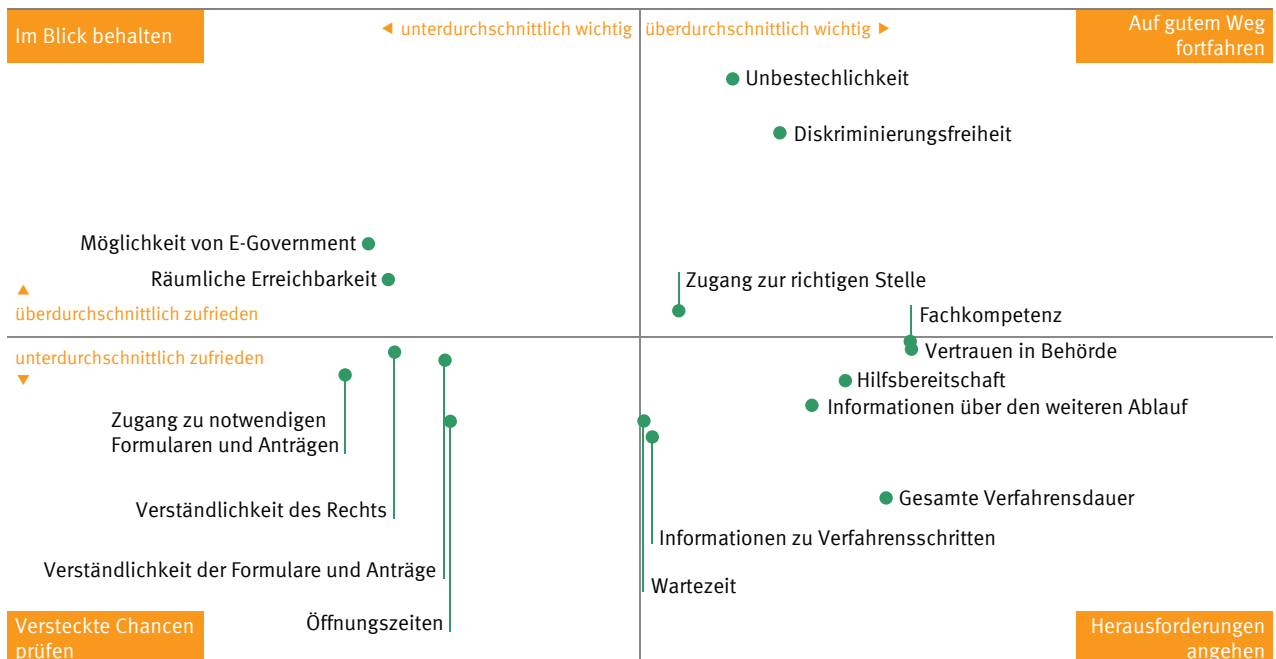 Im Blick behalten
◄ unterdurchschnittlich wichtig
überdurchschnittlich wichtig ►
Auf gutem Weg
fortfahren
Unbestechlichkeit
Diskriminierungsfreiheit
Möglichkeit von E-Government
Räumliche Erreichbarkeit
Zugang zur richtigen Stelle
▲
überdurchschnittlich zufrieden
Fachkompetenz
unterdurchschnittlich zufrieden
▼
Vertrauen in Behörde
Hilfsbereitschaft
Informationen über den weiteren Ablauf
Zugang zu notwendigen
Formularen und Anträgen
Gesamte Verfahrensdauer
Verständlichkeit des Rechts
Informationen zu Verfahrensschritten
Verständlichkeit der Formulare und Anträge
Wartezeit
Öffnungszeiten
Versteckte Chancen
prüfen
Herausforderungen
angehen